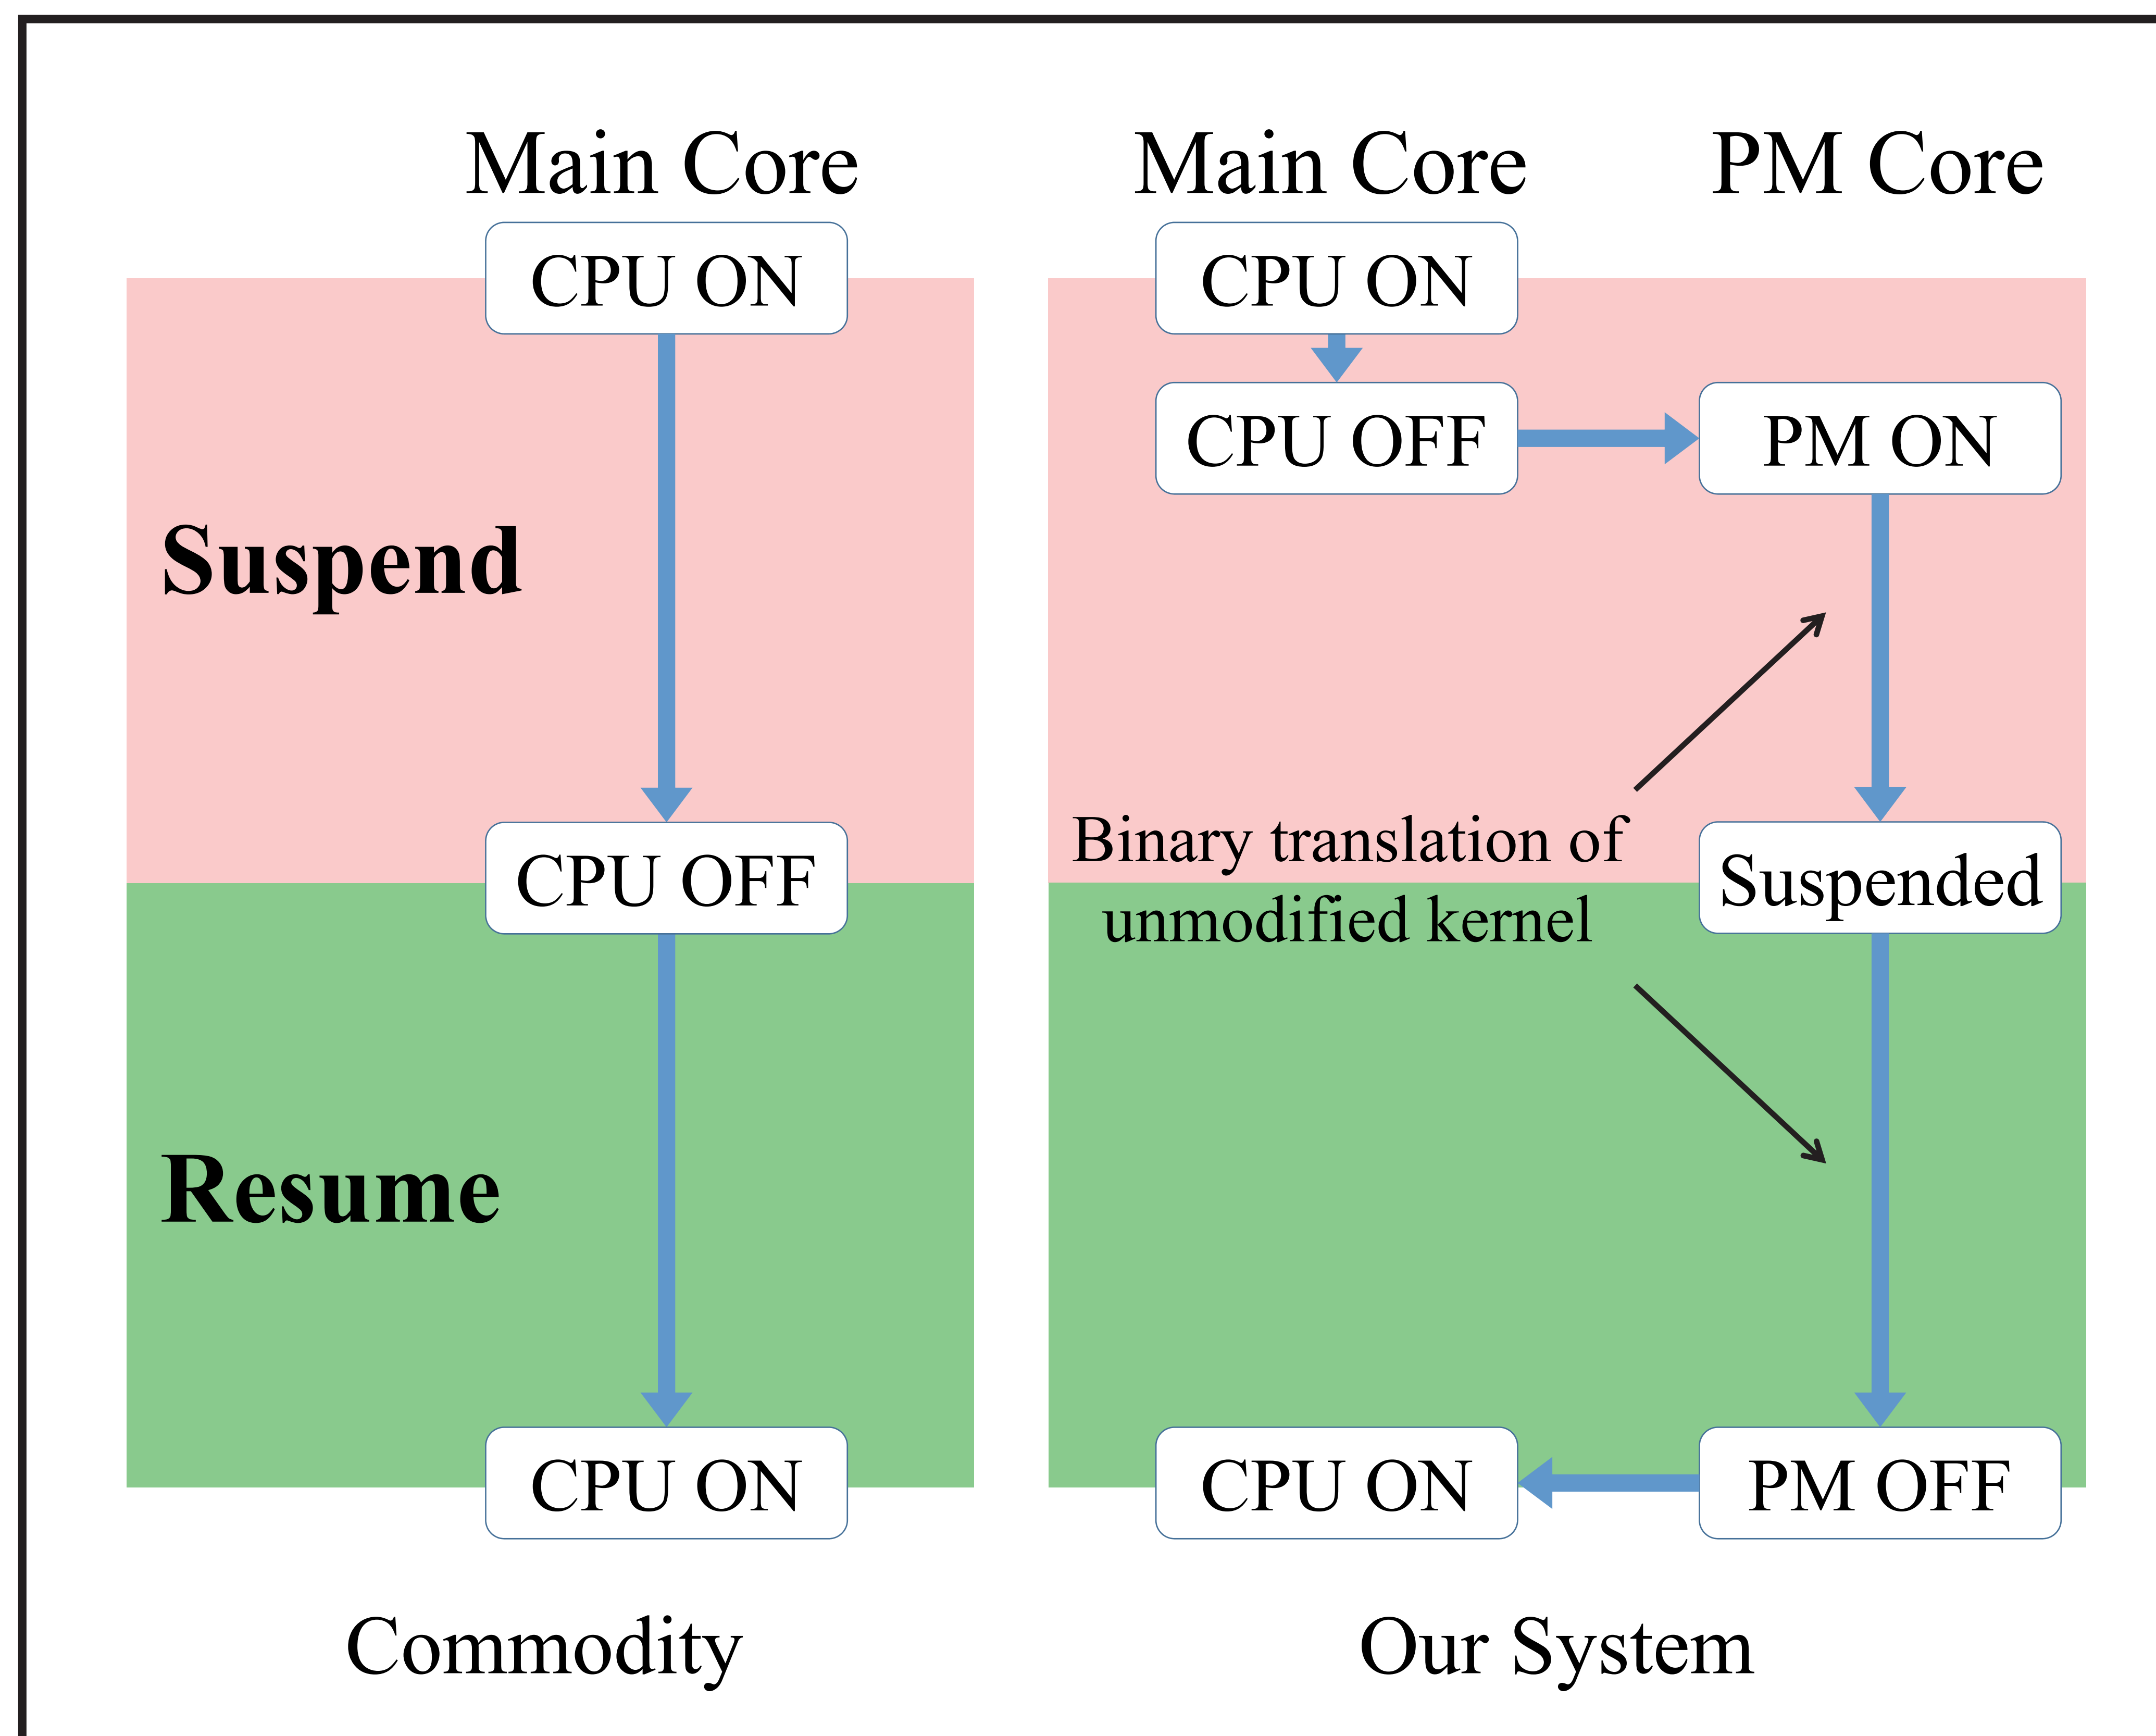 Main Core
Main Core
PM Core
CPU ON
CPU ON
CPU OFF
PM ON
Suspend
Binary translation of
unmodified kernel
CPU OFF
Suspended
Resume
CPU ON
CPU ON
PM OFF
Commodity
Our System